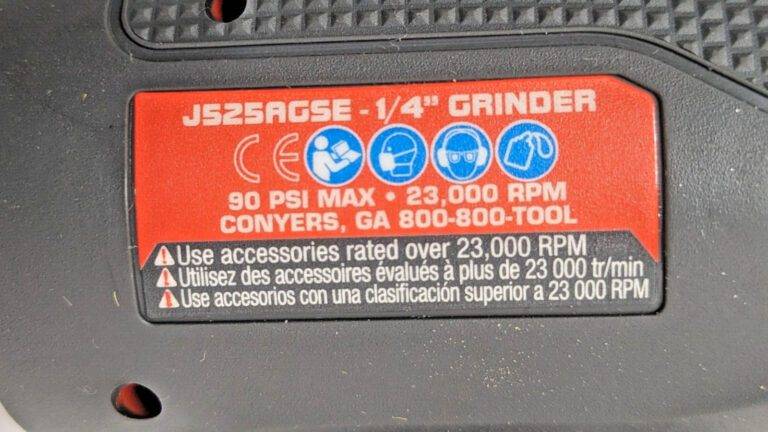 J525AGSE - 1/4" GRINDER
CE
90 PSI MAX • 23,000 RPM
CONYERS, GA 800-800-TOOL
Use accessories rated over 23,000 RPM
Utilisez des accessoires évalués à plus de 23 000 tr/min
Use accesorios con una clasificación superior a 23 000 RPM